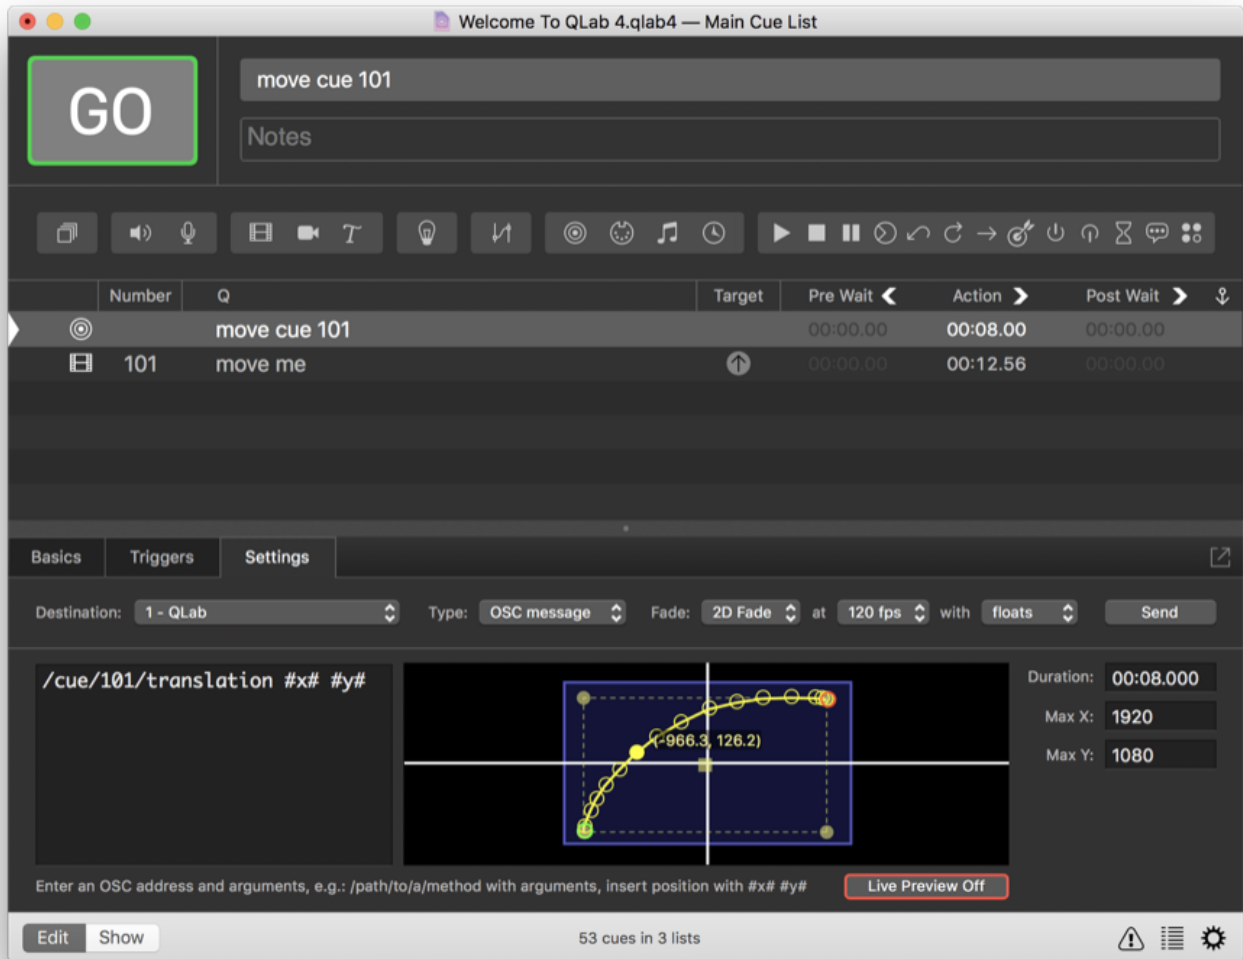 Welcome To QLab 4.qlab4 — Main Cue List
GO
move cue 101
Notes
Number Q Target Pre Wait Action Post Wait
move cue 101 00:00.00 00:08.00 00:00.00
101 move me 00:00.00 00:12.56 00:00.00
Basics Triggers Settings
Destination: 1 - QLab Type: OSC message Fade: 2D Fade at 120 fps with floats Send
/cue/101/translation #x# #y#
(-966.3, 126.2)
Duration: 00:08.000
Max X: 1920
Max Y: 1080
Enter an OSC address and arguments, e.g.: /path/to/a/method with arguments, insert position with #x# #y# Live Preview Off
Edit Show 53 cues in 3 lists